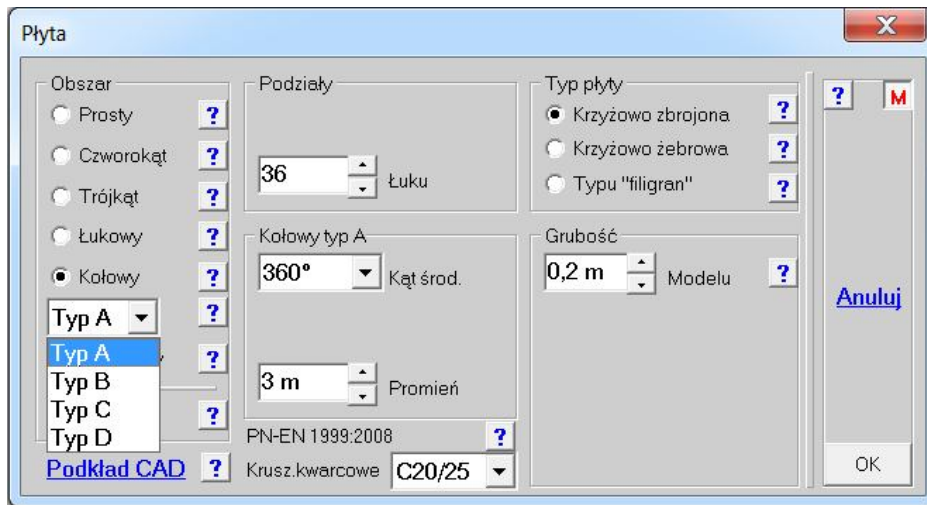 Płyta
X
Obszar
Prosty ?
Czworokąt ?
Trójkąt ?
Łukowy ?
Kołowy ?
Typ A ?
Typ A
Typ B
Typ C
Typ D
?
?
Podkład CAD ?
Podziały
36 Łuku
Kołowy typ A
360° Kąt środ.
3 m Promień
PN-EN 1999:2008 ?
Krusz.kwarcowe C20/25
Typ płyty
Krzyżowo zbrojona ?
Krzyżowo żebrowa ?
Typu "filigran" ?
Grubość
0,2 m Modelu ?
? M
Anuluj
OK